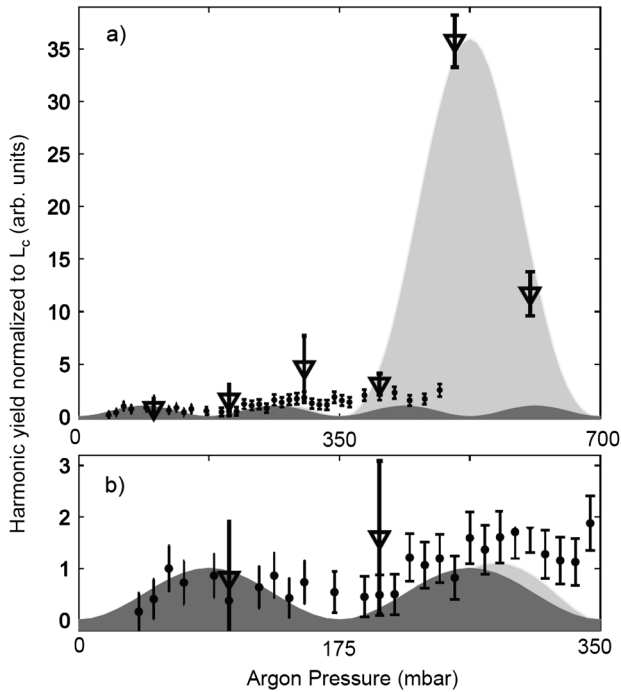 Harmonic yield normalized to Lc (arb. units)
a)
35
30
25
20
15
10
5
0
0 350 700
b)
3
2
1
0
0 175 350
Argon Pressure (mbar)